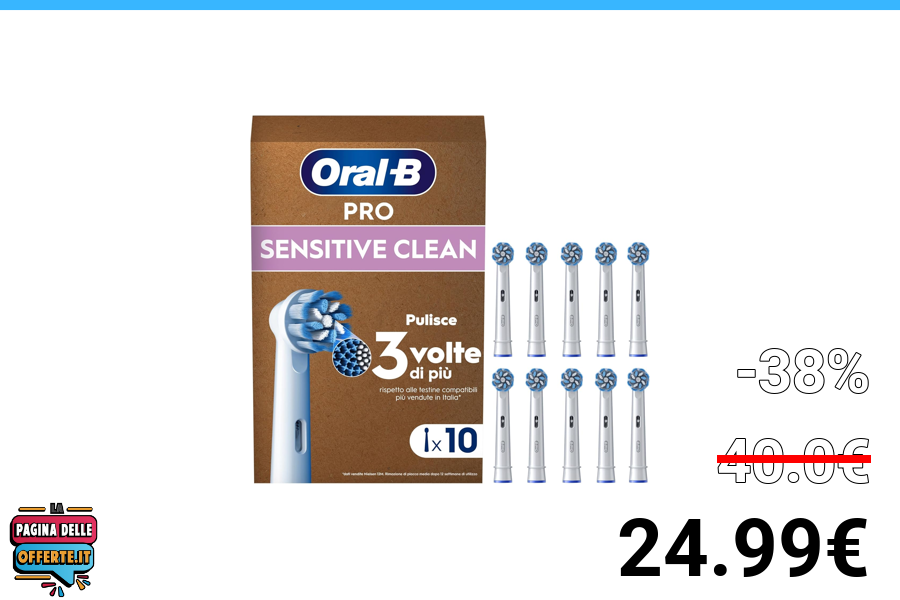 Oral-B
PRO
SENSITIVE CLEAN
Pulisce
3 volte
di più
rispetto alle testine compatibili
più vendute in Italia*
x10
-38%
40.0€
24.99€
LA
PAGINA DELLE
OFFERTE.IT